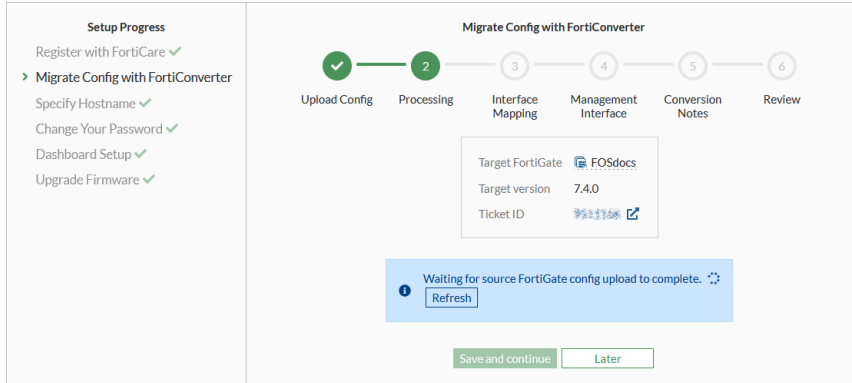 Setup Progress
Register with FortiCare
Migrate Config with FortiConverter
Specify Hostname
Change Your Password
Dashboard Setup
Upgrade Firmware
Migrate Config with FortiConverter
2
3
4
5
6
Upload Config
Processing
Interface
Mapping
Management
Interface
Conversion
Notes
Review
Target FortiGate FOSdocs
Target version 7.4.0
Ticket ID
Waiting for source FortiGate config upload to complete.
Refresh
Save and continue
Later